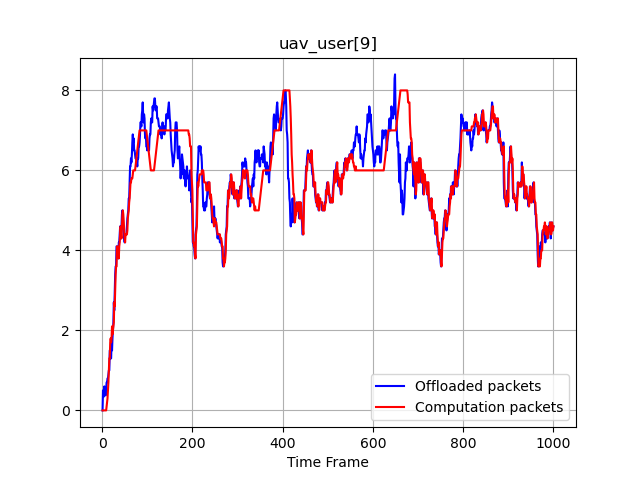 uav_user[9]
8
6
4
2
0
Offloaded packets
Computation packets
0 200 400 600 800 1000
Time Frame